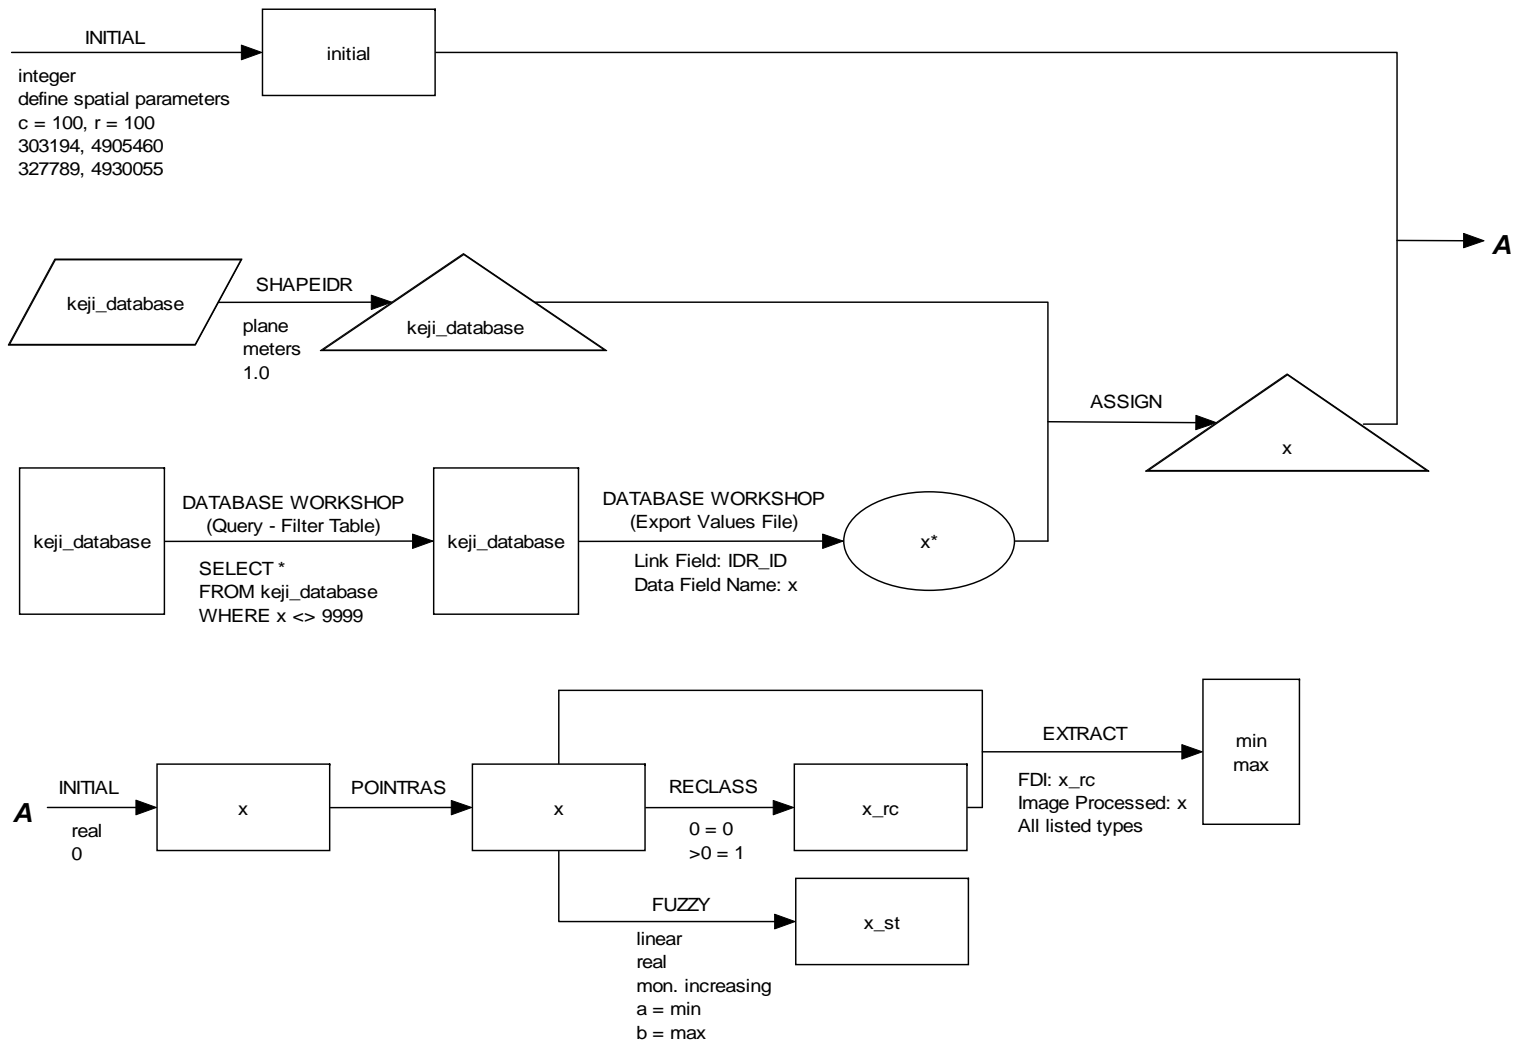 INITIAL
initial
integer
define spatial parameters
c = 100, r = 100
303194, 4905460
327789, 4930055
A
keji_database
SHAPEIDR
plane
meters
1.0
keji_database
ASSIGN
x
keji_database
DATABASE WORKSHOP
(Query - Filter Table)
SELECT *
FROM keji_database
WHERE x <> 9999
keji_database
DATABASE WORKSHOP
(Export Values File)
Link Field: IDR_ID
Data Field Name: x
x*
A
INITIAL
real
0
x
POINTRAS
x
RECLASS
0 = 0
>0 = 1
x_rc
EXTRACT
FDI: x_rc
Image Processed: x
All listed types
min
max
FUZZY
linear
real
mon. increasing
a = min
b = max
x_st